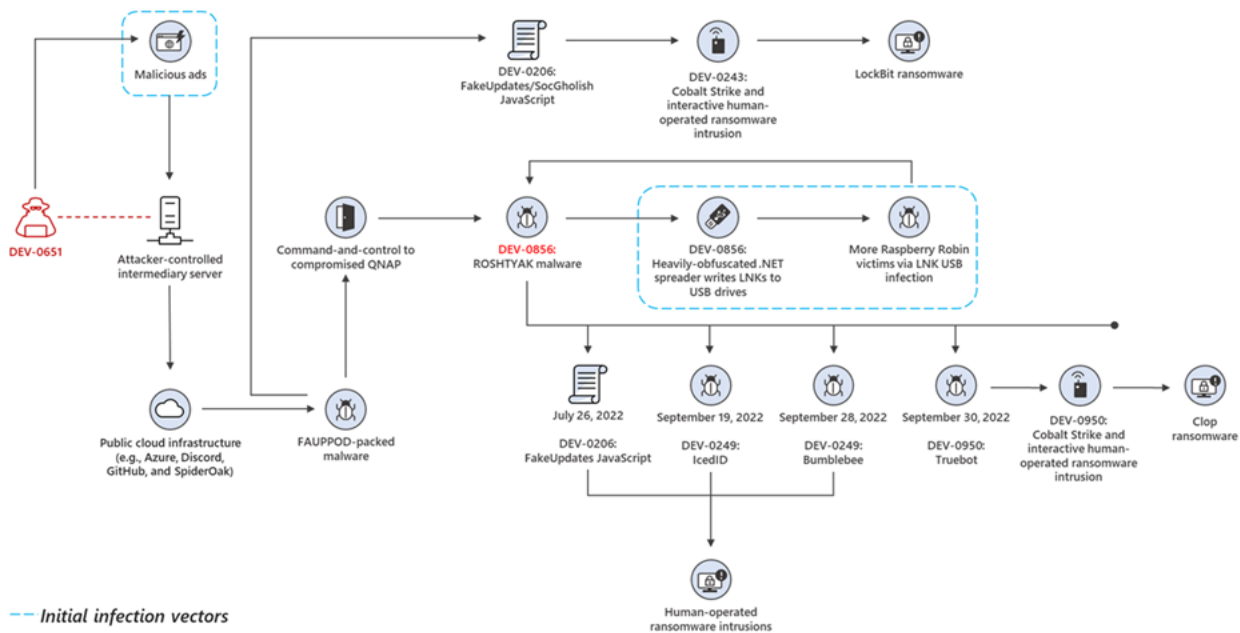 Malicious ads
DEV-0206:
FakeUpdates/SocGholish
JavaScript
DEV-0243:
Cobalt Strike and
interactive human-
operated ransomware
intrusion
LockBit ransomware
DEV-0651
Attacker-controlled
intermediary server
Command-and-control to
compromised QNAP
DEV-0856:
ROSHTYAK malware
DEV-0856:
Heavily-obfuscated .NET
spreader writes LNKs to
USB drives
More Raspberry Robin
victims via LNK USB
infection
Public cloud infrastructure
(e.g., Azure, Discord,
GitHub, and SpiderOak)
FAUPPOD-packed
malware
July 26, 2022
DEV-0206:
FakeUpdates JavaScript
September 19, 2022
DEV-0249:
IcedID
September 28, 2022
DEV-0249:
Bumblebee
September 30, 2022
DEV-0950:
Truebot
DEV-0950:
Cobalt Strike and
interactive human-
operated ransomware
intrusion
Clop
ransomware
Human-operated
ransomware intrusions
Initial infection vectors